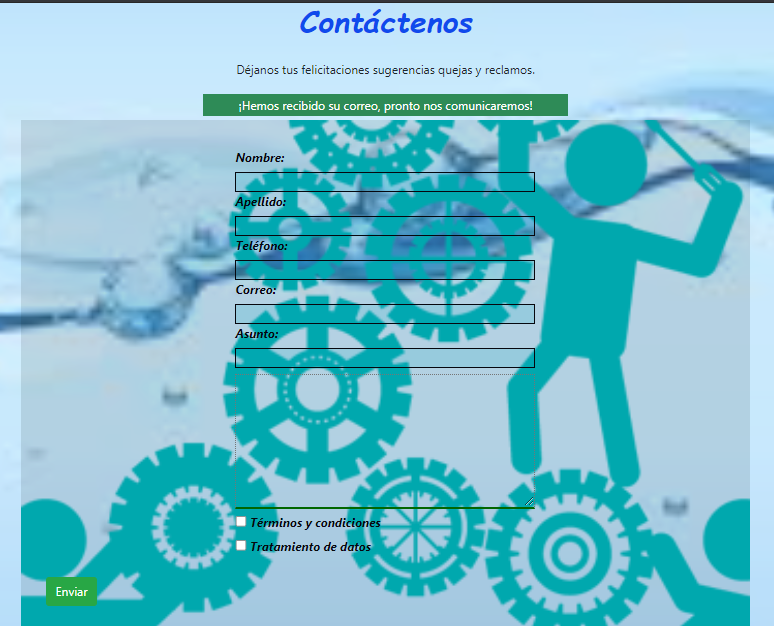 Contáctenos
Déjanos tus felicitaciones sugerencias quejas y reclamos.
¡Hemos recibido su correo, pronto nos comunicaremos!
Nombre:
Apellido:
Teléfono:
Correo:
Asunto:
Términos y condiciones
Tratamiento de datos
Enviar